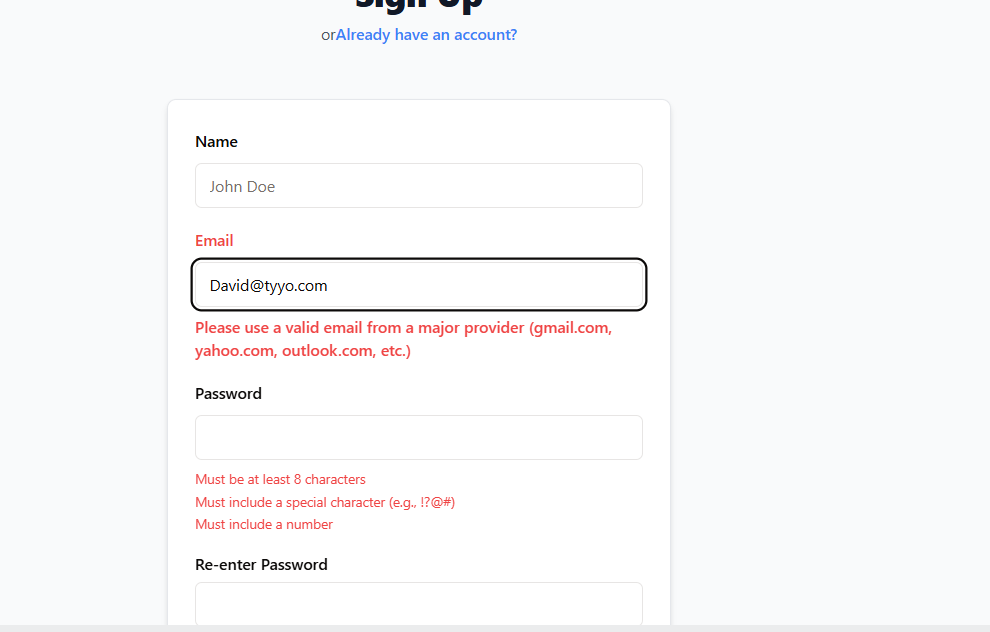 Sign Up
orAlready have an account?
Name
John Doe
Email
David@tyyo.com
Please use a valid email from a major provider (gmail.com,
yahoo.com, outlook.com, etc.)
Password
Must be at least 8 characters
Must include a special character (e.g., !?@#)
Must include a number
Re-enter Password